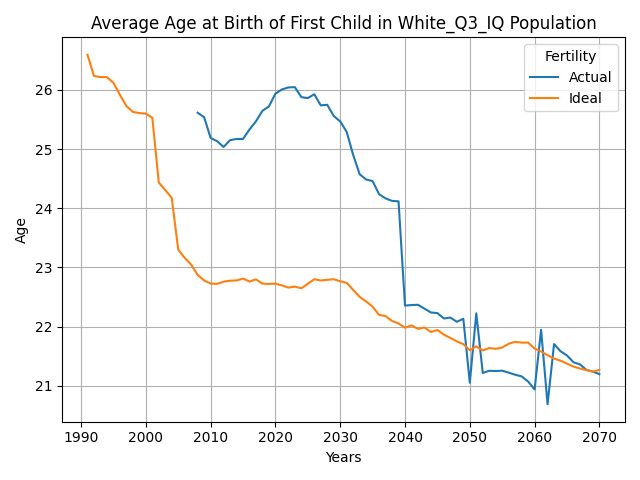 Average Age at Birth of First Child in White_Q3_IQ Population
Fertility
Actual
Ideal
Age
26
25
24
23
22
21
1990 2000 2010 2020 2030 2040 2050 2060 2070
Years